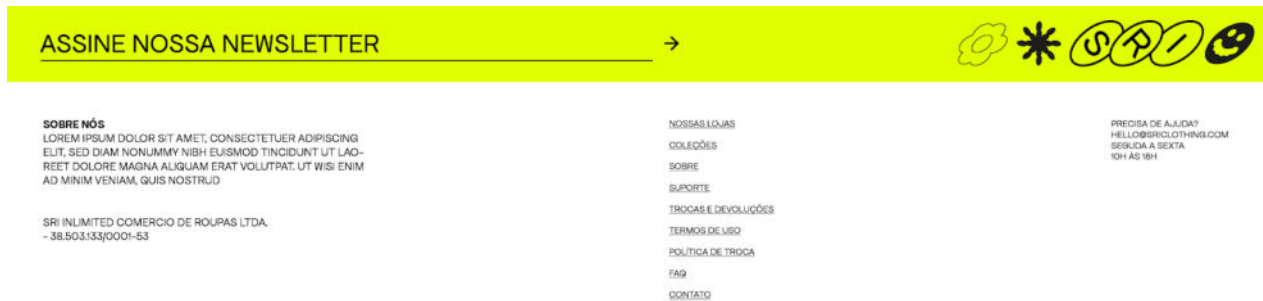 ASSINE NOSSA NEWSLETTER →
SRI
SOBRE NÓS
LOREM IPSUM DOLOR SIT AMET, CONSECTETUER ADIPISCING
ELIT, SED DIAM NONUMMY NIBH EUISMOD TINCIDUNT UT LAO-
REET DOLORE MAGNA ALIQUAM ERAT VOLUTPAT. UT WISI ENIM
AD MINIM VENIAM, QUIS NOSTRUD
SRI INLIMITED COMERCIO DE ROUPAS LTDA.
- 38.503.133/0001-53
NOSSAS LOJAS
COLEÇÕES
SOBRE
SUPORTE
TROCAS E DEVOLUÇÕES
TERMOS DE USO
POLÍTICA DE TROCA
FAQ
CONTATO
PRECISA DE AJUDA?
HELLO@SRICLOTHING.COM
SEGUDA A SEXTA
10H ÀS 18H